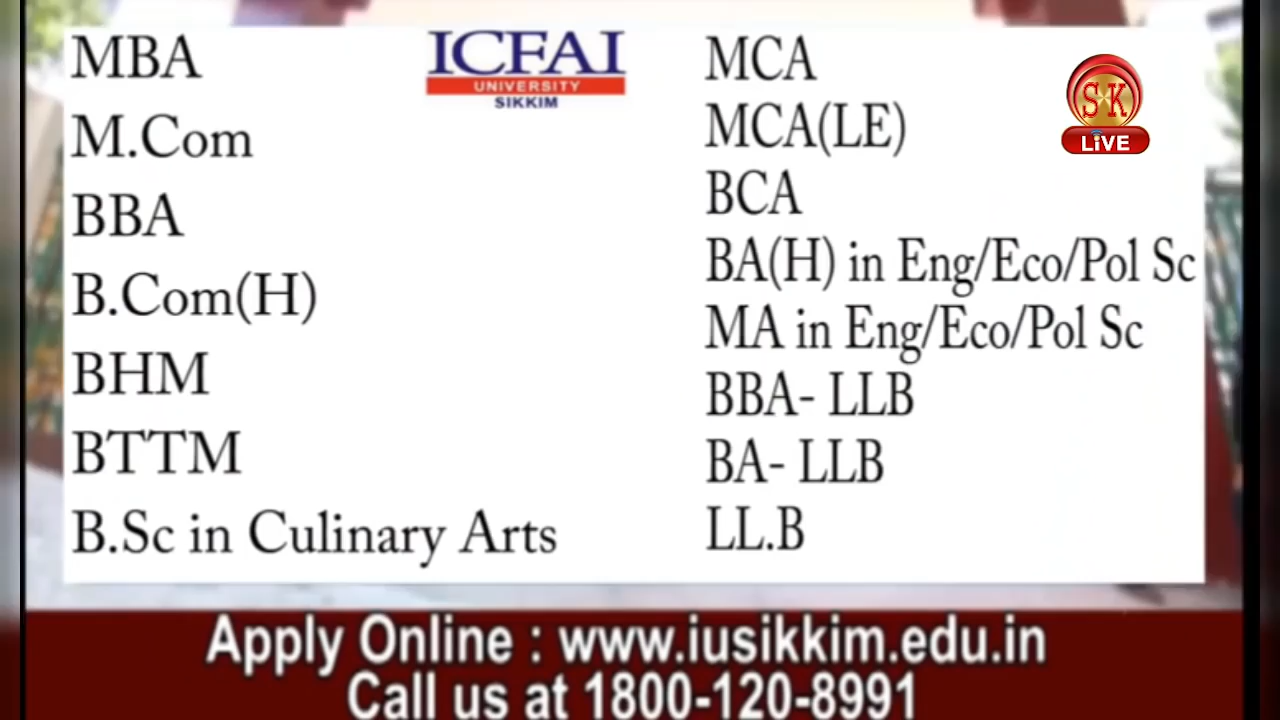 MBA
M.Com
BBA
B.Com(H)
BHM
BTTM
B.Sc in Culinary Arts
ICFAI
UNIVERSITY
SIKKIM
MCA
MCA(LE)
BCA
BA(H) in Eng/Eco/Pol Sc
MA in Eng/Eco/Pol Sc
BBA- LLB
BA- LLB
LL.B
SK
LiVE
Apply Online : www.iusikkim.edu.in
Call us at 1800-120-8991